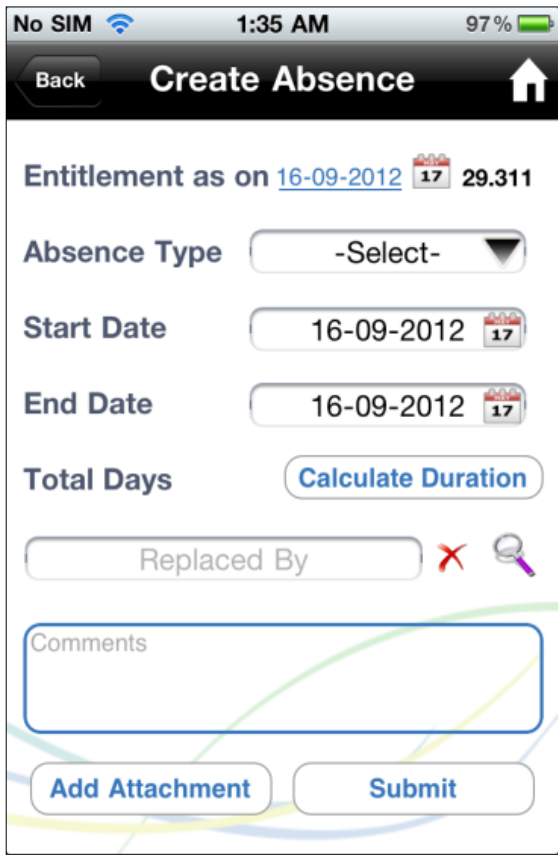 No SIM 1:35 AM 97%
Back Create Absence
Entitlement as on 16-09-2012 17 29.311
Absence Type -Select-
Start Date 16-09-2012 17
End Date 16-09-2012 17
Total Days Calculate Duration
Replaced By
Comments
Add Attachment Submit